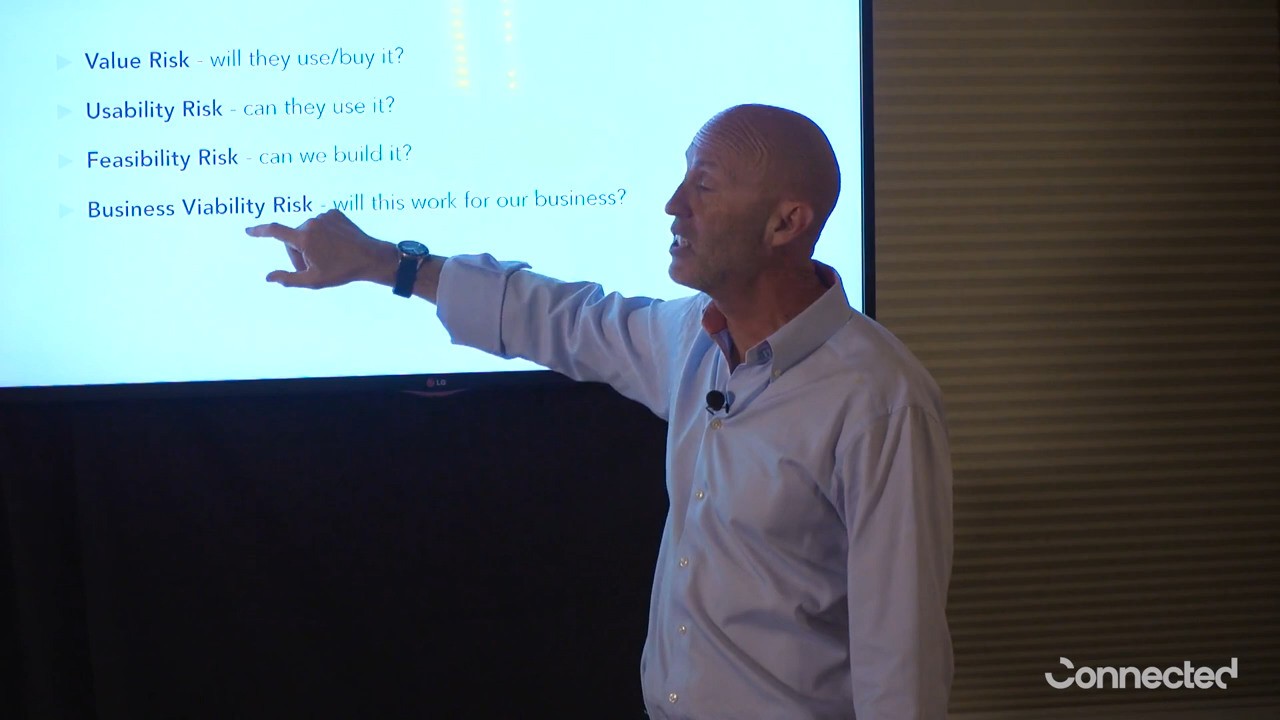 Value Risk - will they use/buy it?
Usability Risk - can they use it?
Feasibility Risk - can we build it?
Business Viability Risk - will this work for our business?
LG
Connected